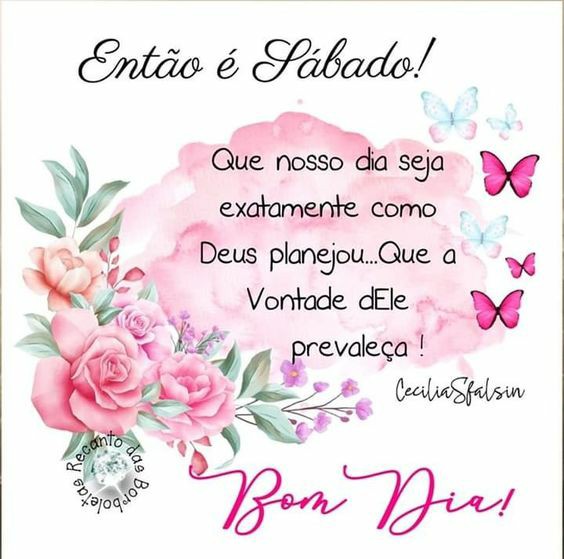 Então é Sábado!
Que nosso dia seja
exatamente como
Deus planejou...Que a
Vontade dEle
prevaleça !
CeciliaSfalsin
Recanto das Borboletas
Bom Dia!